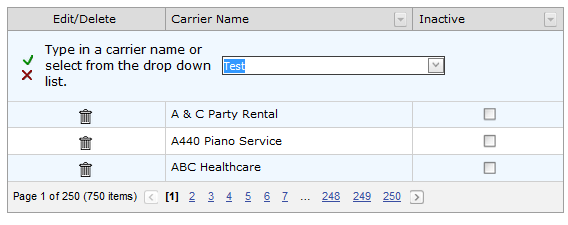 Edit/Delete Carrier Name Inactive
Type in a carrier name or
select from the drop down
list.
Test
A & C Party Rental
A440 Piano Service
ABC Healthcare
Page 1 of 250 (750 items) [1] 2 3 4 5 6 7 ... 248 249 250